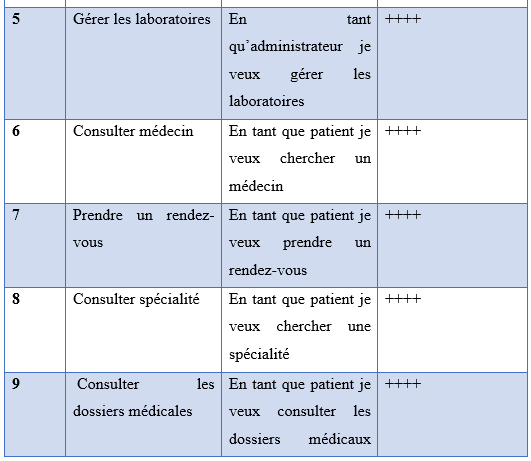 5 Gérer les laboratoires En tant ++++
qu’administrateur je
veux gérer les
laboratoires
6 Consulter médecin En tant que patient je ++++
veux chercher un
médecin
7 Prendre un rendez- En tant que patient je ++++
vous veux prendre un
rendez-vous
8 Consulter spécialité En tant que patient je ++++
veux chercher une
spécialité
9 Consulter les En tant que patient je ++++
dossiers médicales veux consulter les
dossiers médicaux